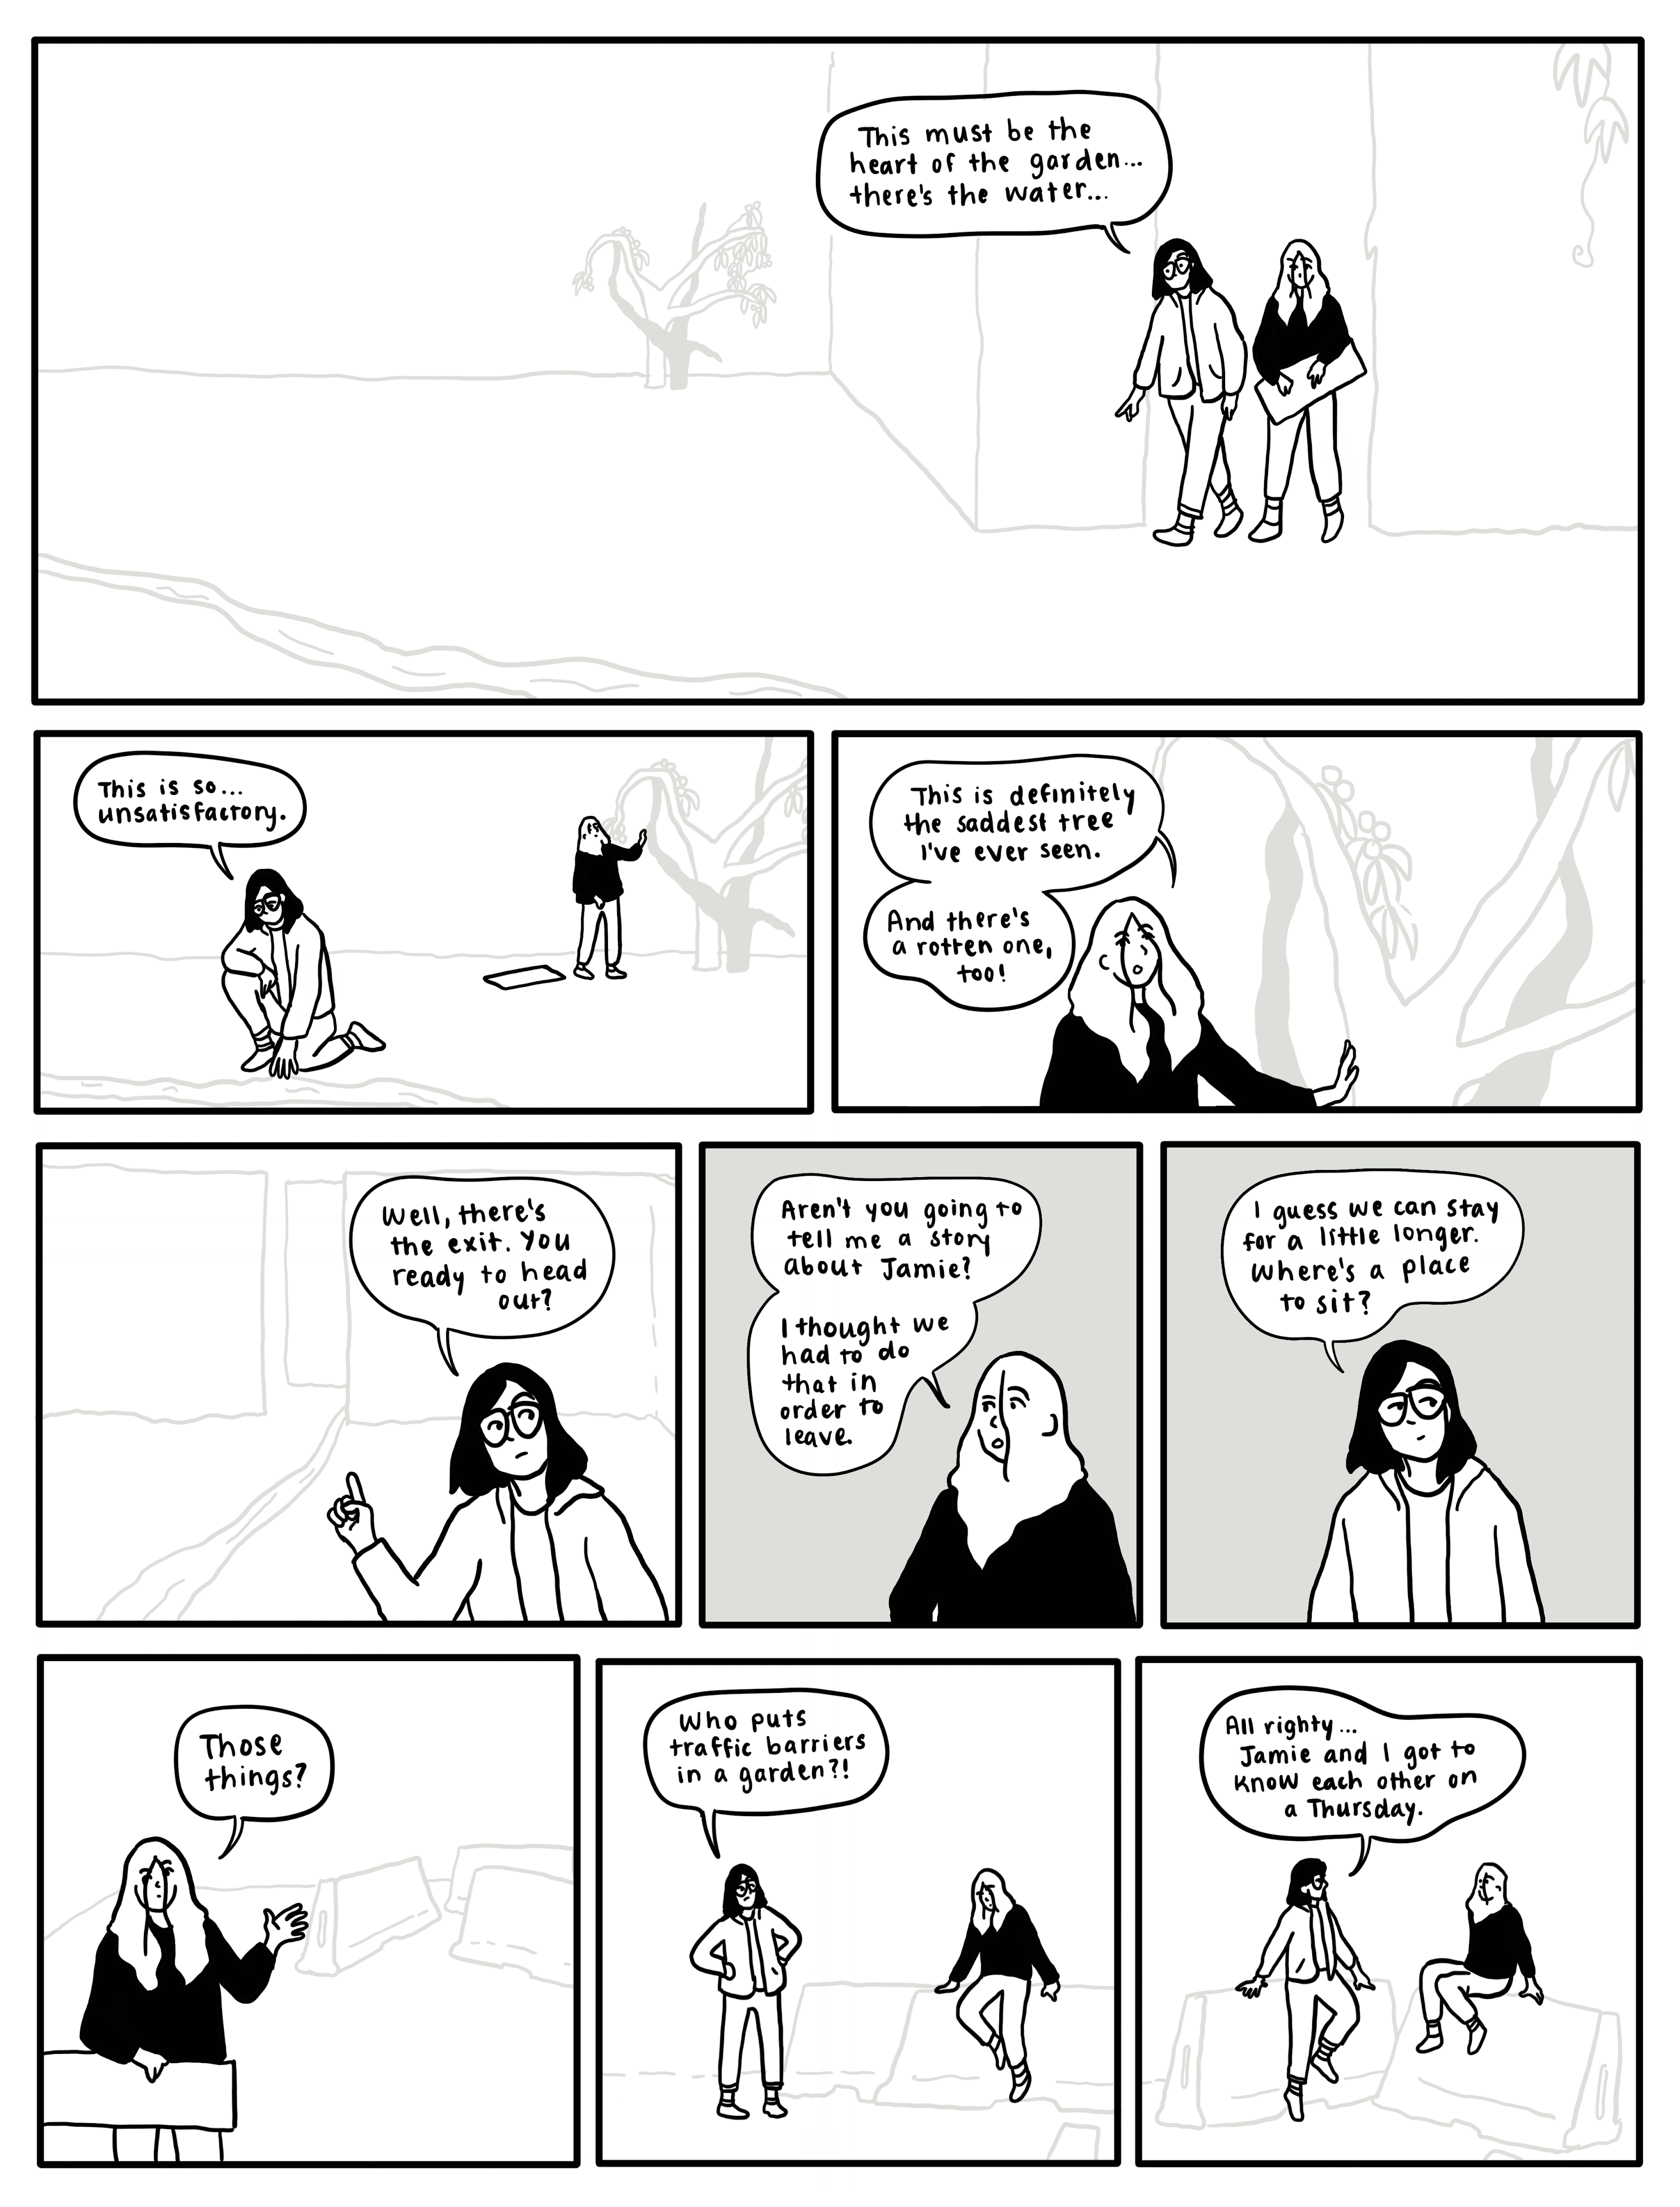 This must be the
heart of the garden...
there's the water...
This is so...
unsatisfactory.
This is definitely
the saddest tree
I've ever seen.
And there's
a rotten one,
too!
Well, there's
the exit. You
ready to head
out?
Aren't you going to
tell me a story
about Jamie?
I thought we
had to do
that in
order to
leave.
I guess we can stay
for a little longer.
Where's a place
to sit?
Those
things?
Who puts
traffic barriers
in a garden?!
All righty...
Jamie and I got to
know each other on
a Thursday.